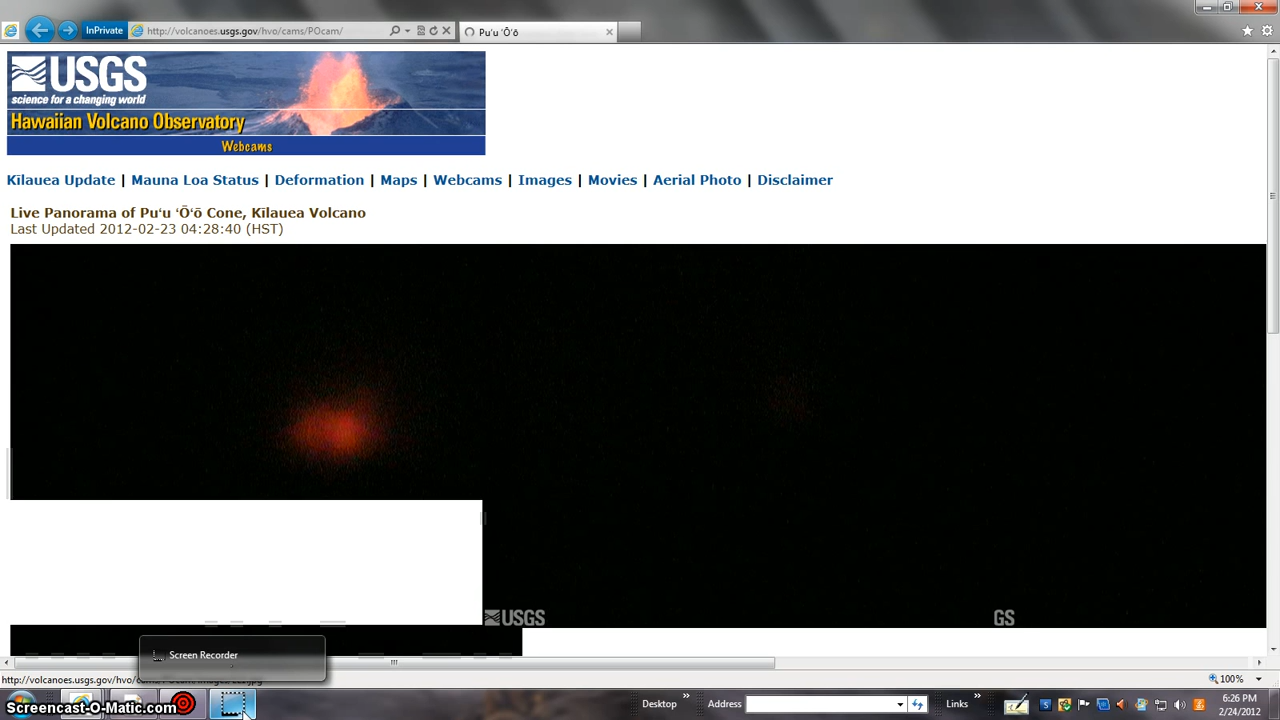 InPrivate
http://volcanoes.usgs.gov/hvo/cams/POcam/
Pu‘u ‘Ō‘ō
USGS
science for a changing world
Hawaiian Volcano Observatory
Webcams
Kīlauea Update | Mauna Loa Status | Deformation | Maps | Webcams | Images | Movies | Aerial Photo | Disclaimer
Live Panorama of Pu‘u ‘Ō‘ō Cone, Kīlauea Volcano
Last Updated 2012-02-23 04:28:40 (HST)
USGS
GS
Screen Recorder
100%
Screencast-O-Matic.com
Desktop
Address
Links
6:26 PM
2/24/2012